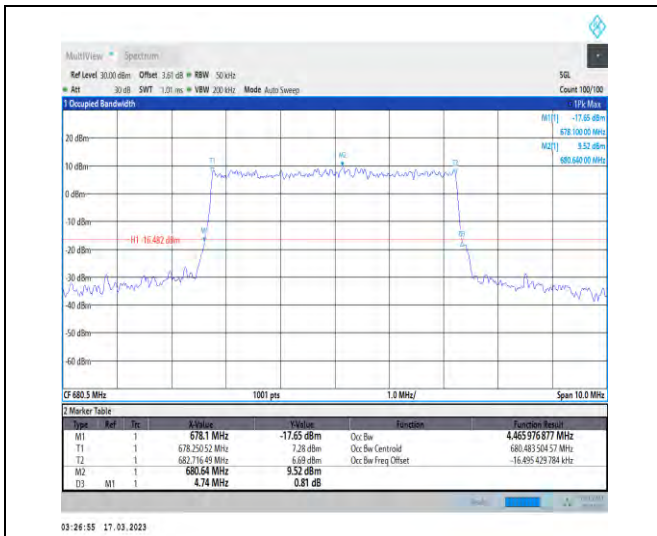 MultiView Spectrum
Ref Level 30.00 dBm Offset 3.61 dB RBW 50 kHz SGL
Att 30 dB SWT 1.01 ms VBW 200 kHz Mode Auto Sweep Count 100/100
1 Occupied Bandwidth 1Pk Max
M1[1] -17.65 dBm
678.100 00 MHz
M2[1] 9.52 dBm
680.640 00 MHz
20 dBm
T1 M2 T2
10 dBm
0 dBm
-10 dBm
M1 D3
H1 -16.482 dBm
-20 dBm
-30 dBm
-40 dBm
-50 dBm
-60 dBm
CF 680.5 MHz 1001 pts 1.0 MHz/ Span 10.0 MHz
2 Marker Table
Type Ref Trc X-Value Y-Value Function Function Result
M1 1 678.1 MHz -17.65 dBm Occ Bw 4.465 976 877 MHz
T1 1 678.250 52 MHz 7.28 dBm Occ Bw Centroid 680.483 504 57 MHz
T2 1 682.716 49 MHz 6.69 dBm Occ Bw Freq Offset -16.495 429 784 kHz
M2 1 680.64 MHz 9.52 dBm
D3 M1 1 4.74 MHz 0.81 dB
03:26:55 17.03.2023